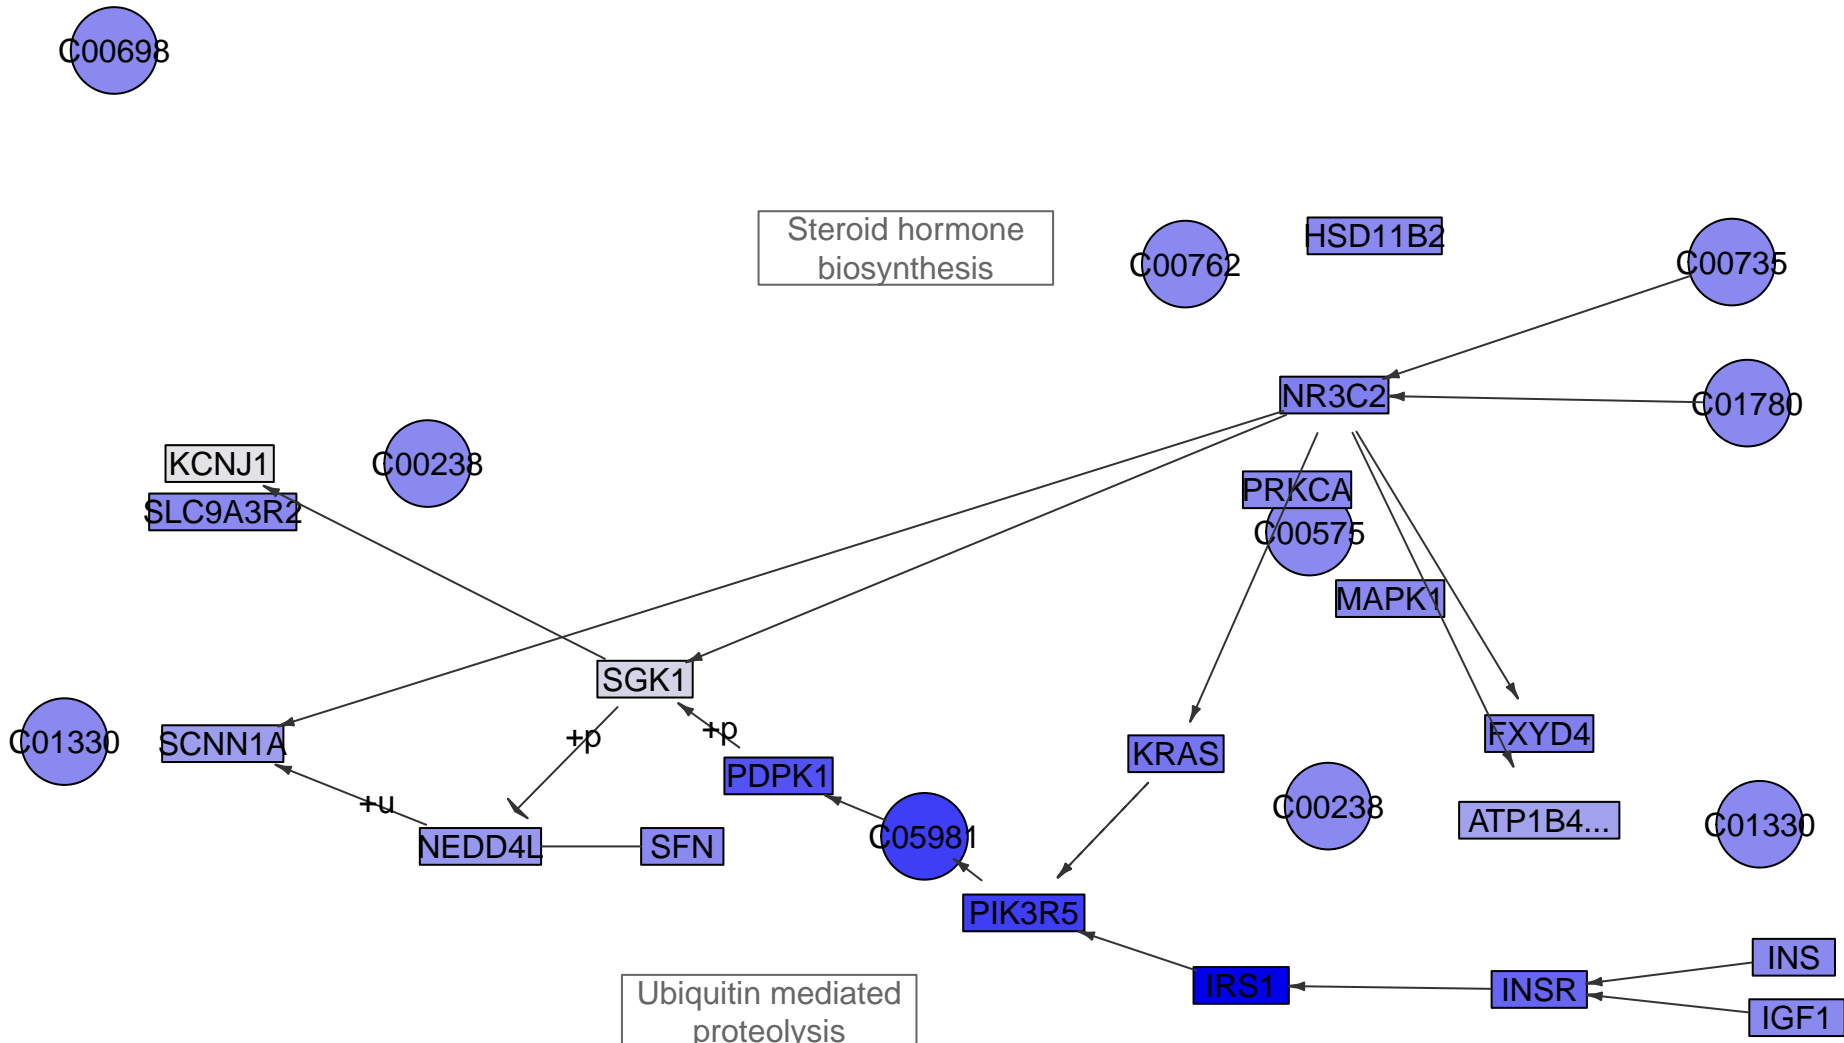 C00698
Steroid hormone
biosynthesis
HSD11B2
C00762
C00735
NR3C2
C01780
KCNJ1
C00238
SLC9A3R2
PRKCA
C00575
MAPK1
SGK1
+p
+p
C01330
SCNN1A
FXYD4
KRAS
PDPK1
+u
C00238
ATP1B4...
C01330
NEDD4L
SFN
C05981
PIK3R5
INS
IRS1
INSR
IGF1
Ubiquitin mediated
proteolysis